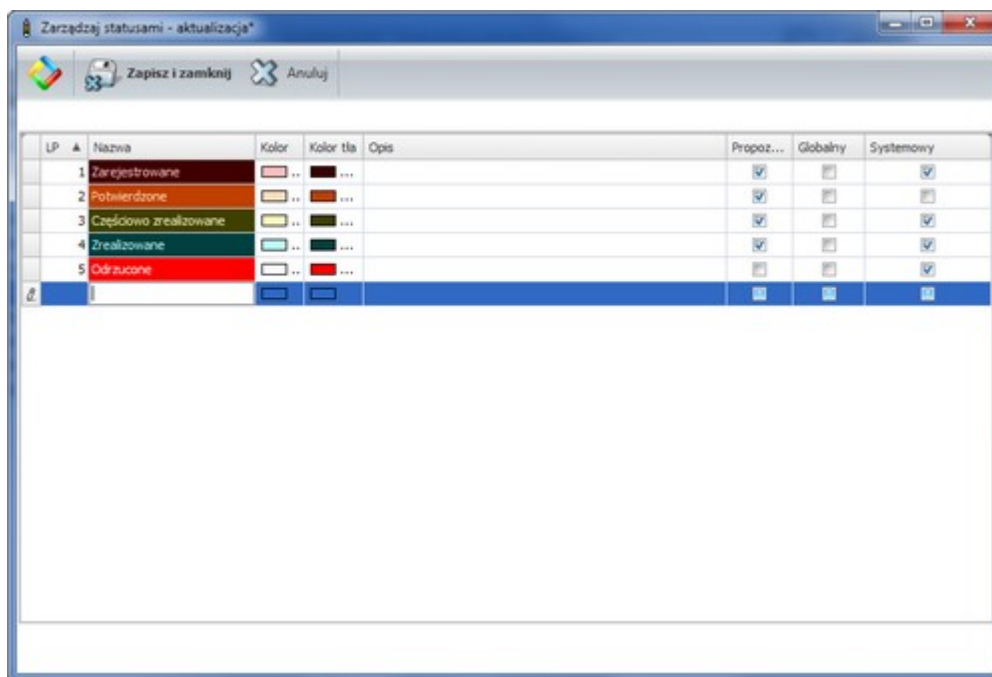 Zarządzaj statusami - aktualizacja*
Zapisz i zamknij Anuluj
LP Nazwa Kolor Kolor tła Opis Propoz... Globalny Systemowy
1 Zarejestrowane .. ...
2 Potwierdzone .. ...
3 Częściowo zrealizowane .. ...
4 Zrealizowane .. ...
5 Odrzucone .. ...